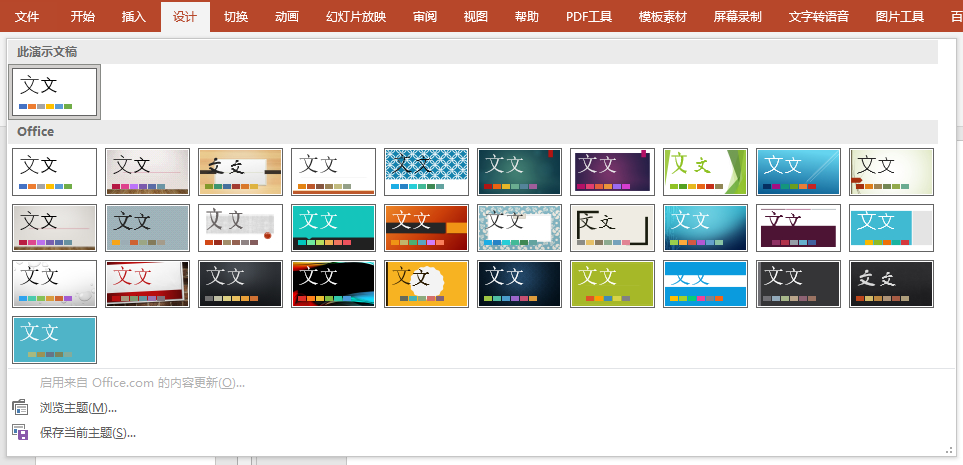 文件 开始 插入 设计 切换 动画 幻灯片放映 审阅 视图 帮助 PDF工具 模板素材 屏幕录制 文字转语音 图片工具 百
此演示文稿
文文
Office
文文 文文 文文 文文 文文 文文 文文 文文 文文 文文
文文 文文 文文 文文 文文 文文 文文 文文 文文 文文
文文 文文 文文 文文 文文 文文 文文 文文 文文 文文
文文
启用来自 Office.com 的内容更新(O)...
浏览主题(M)...
保存当前主题(S)...